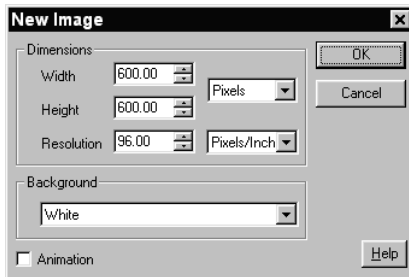 New Image
Dimensions
Width 600.00
Height 600.00
Pixels
Resolution 96.00 Pixels/Inch
Background
White
Animation
OK
Cancel
Help